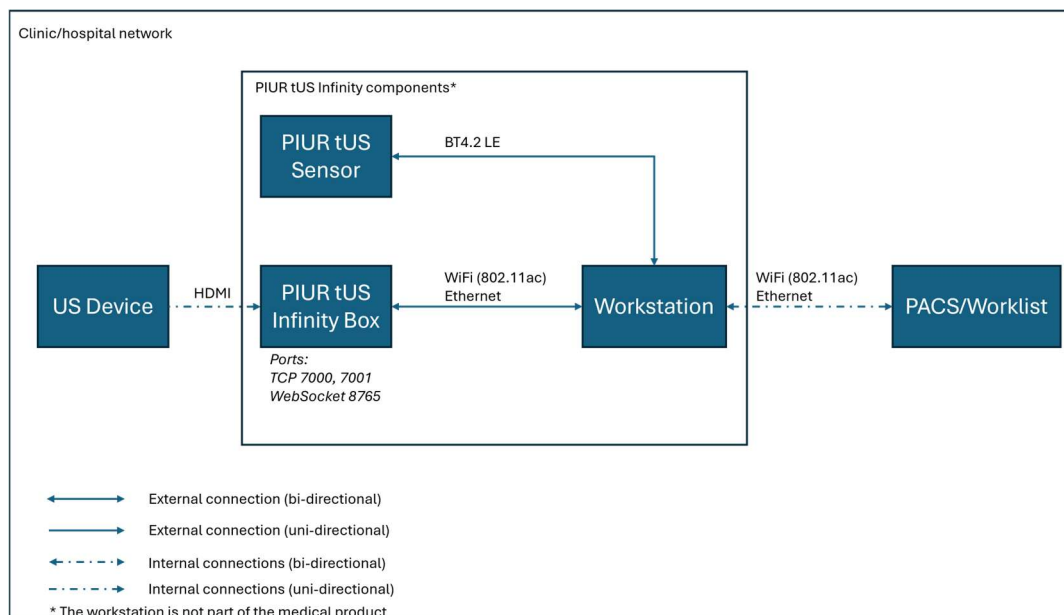 Clinic/hospital network
PIUR tUS Infinity components*
PIUR tUS
Sensor
BT4.2 LE
US Device
HDMI
PIUR tUS
Infinity Box
WiFi (802.11ac)
Ethernet
Workstation
WiFi (802.11ac)
Ethernet
PACS/Worklist
Ports:
TCP 7000, 7001
WebSocket 8765
External connection (bi-directional)
External connection (uni-directional)
Internal connections (bi-directional)
Internal connections (uni-directional)
* The workstation is not part of the medical product